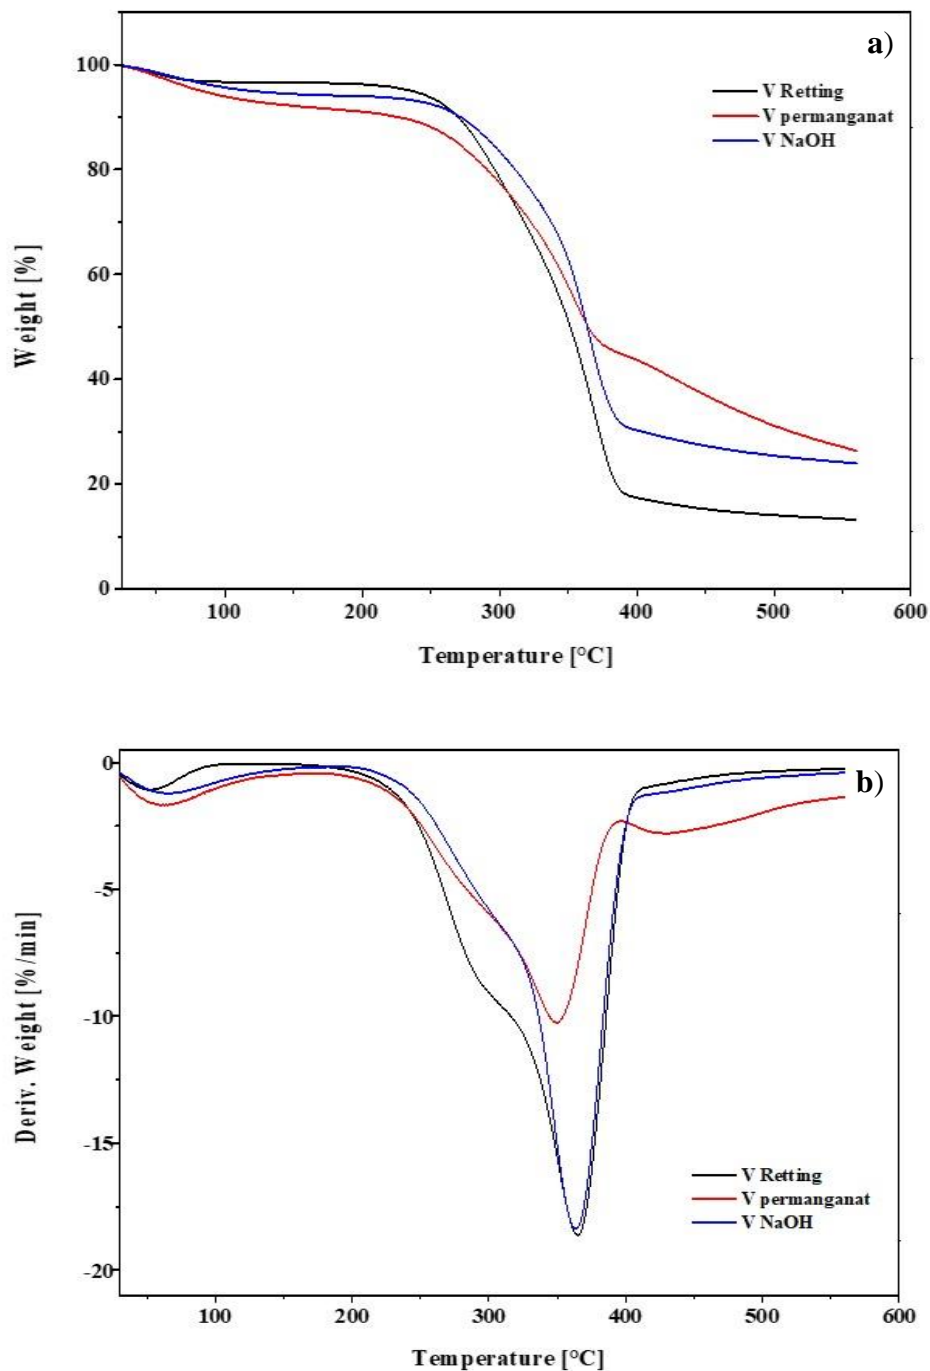 a)
100
80
60
40
20
0
Weight [%]
V Retting
V permanganat
V NaOH
100 200 300 400 500 600
Temperature [°C]
b)
0
-5
-10
-15
-20
Deriv. Weight [%/min]
V Retting
V permanganat
V NaOH
100 200 300 400 500 600
Temperature [°C]